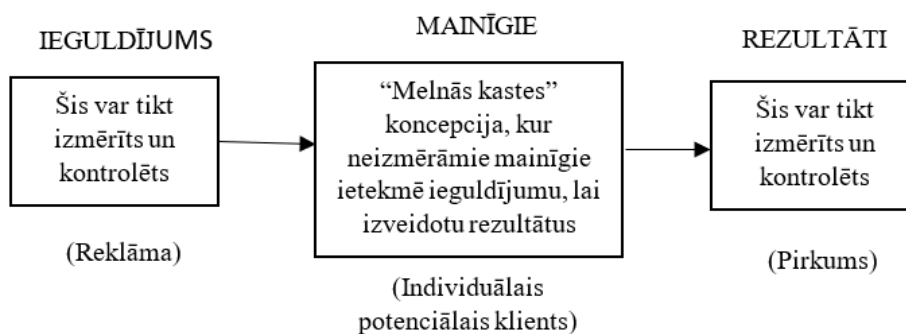 IEGULDĪJUMS
Šis var tikt
izmērīts un
kontrolēts
(Reklāma)
MAINĪGIE
“Melnās kastes”
koncepcija, kur
neizmērāmie mainīgie
ietekmē ieguldījumu, lai
izveidotu rezultātus
(Individuālais
potenciālais klients)
REZULTĀTI
Šis var tikt
izmērīts un
kontrolēts
(Pirkums)